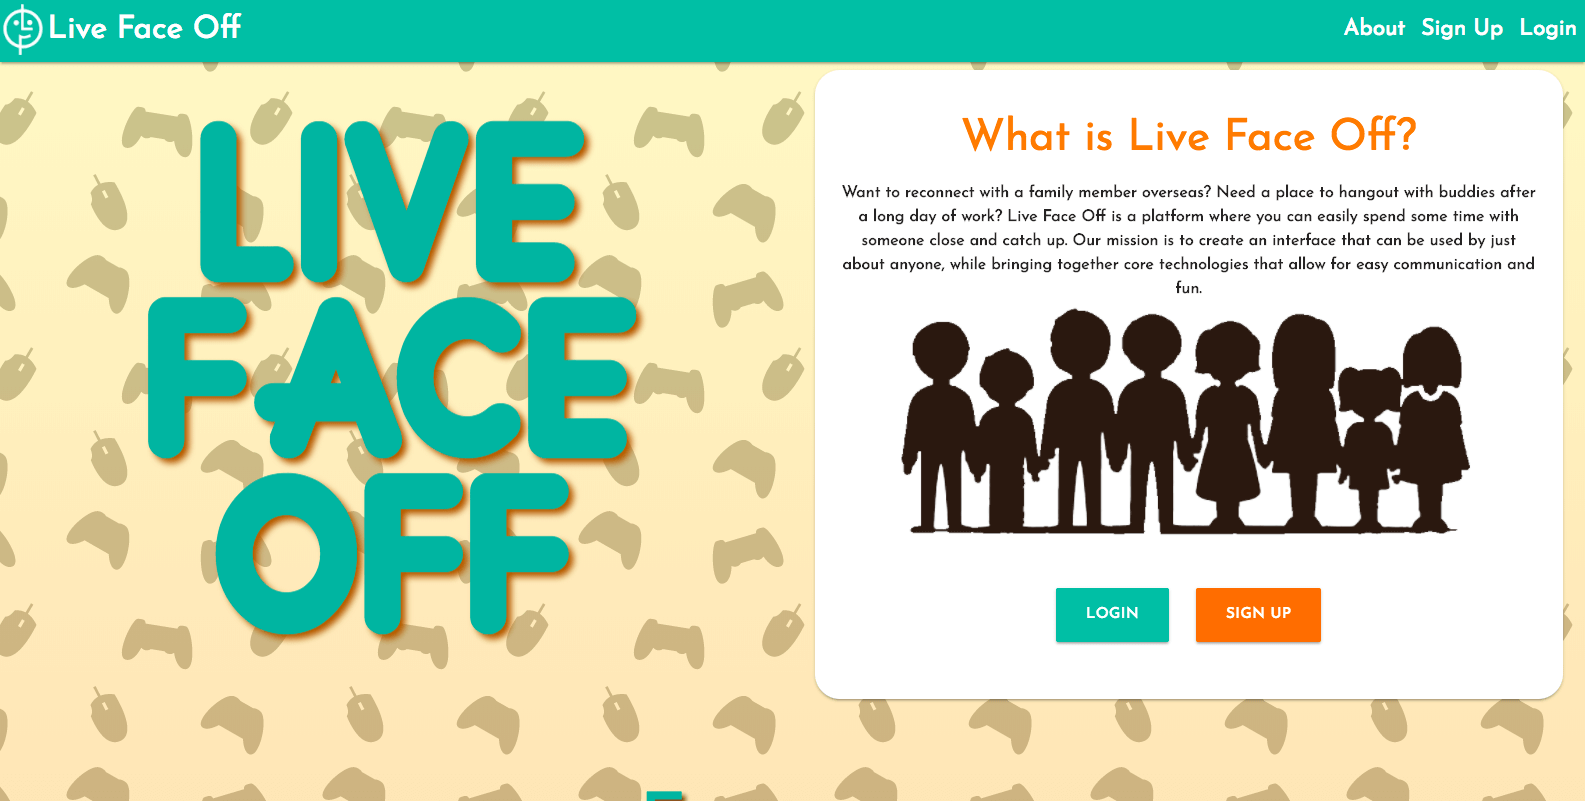 Live Face Off
About Sign Up Login
LIVE
FACE
OFF
What is Live Face Off?
Want to reconnect with a family member overseas? Need a place to hangout with buddies after
a long day of work? Live Face Off is a platform where you can easily spend some time with
someone close and catch up. Our mission is to create an interface that can be used by just
about anyone, while bringing together core technologies that allow for easy communication and
fun.
LOGIN SIGN UP